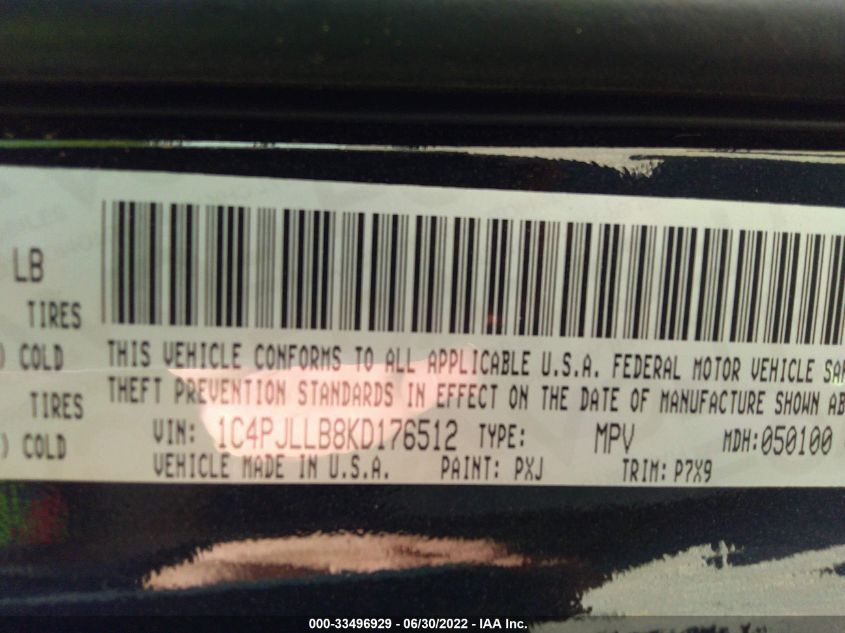 LB
TIRES
) COLD
TIRES
) COLD
THIS VEHICLE CONFORMS TO ALL APPLICABLE U.S.A. FEDERAL MOTOR VEHICLE
THEFT PREVENTION STANDARDS IN EFFECT ON THE DATE OF MANUFACTURE SHOWN
VIN: 1C4PJLLB8KD176512 TYPE: MPV MDH:050100
VEHICLE MADE IN U.S.A. PAINT: PXJ TRIM: P7X9
000-33496929 / 06/30/2022 - IAA Inc.